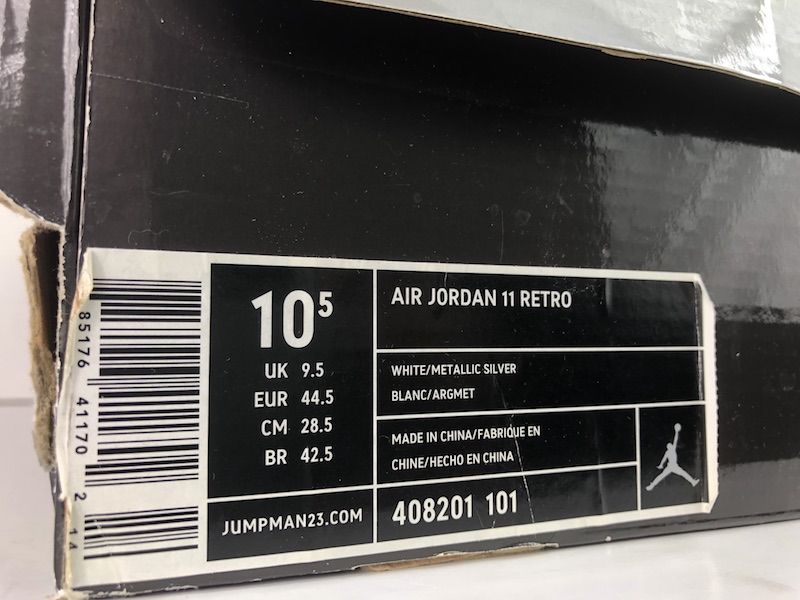 10⁵
UK 9.5
EUR 44.5
CM 28.5
BR 42.5
JUMPMAN23.COM
AIR JORDAN 11 RETRO
WHITE/METALLIC SILVER
BLANC/ARGMET
MADE IN CHINA/FABRIQUE EN
CHINE/HECHO EN CHINA
408201 101
85176 41170 2 14